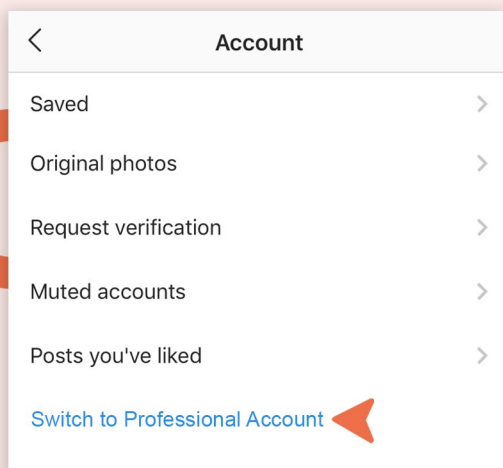 Account
Saved
Original photos
Request verification
Muted accounts
Posts you've liked
Switch to Professional Account